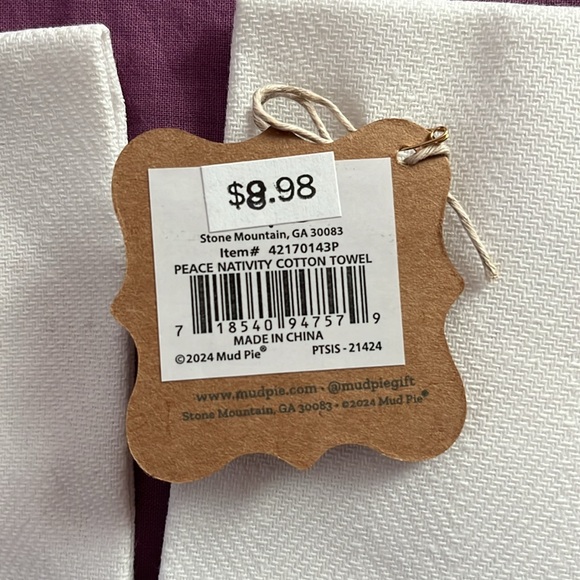 .98
Stone Mountain, GA 30083
Item# 42170143P
PEACE NATIVITY COTTON TOWEL
7 18540 94757 9
MADE IN CHINA
©2024 Mud Pie® PTSIS - 21424
www.mudpie.com • @mudpiegift
Stone Mountain, GA 30083 • ©2024 Mud Pie®